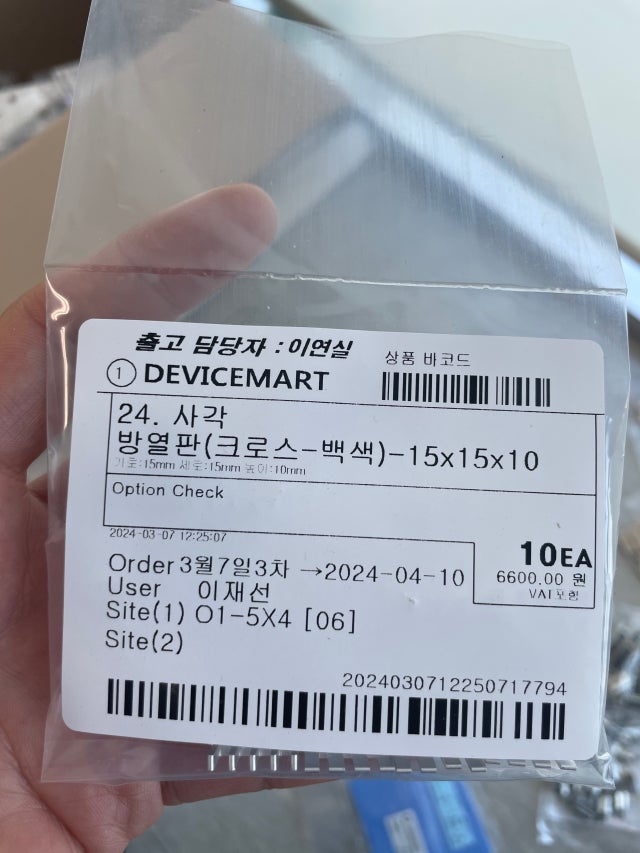 출고 담당자 : 이연실
상품 바코드
① DEVICEMART
24. 사각
방열판(크로스-백색)-15x15x10
가로:15mm 세로:15mm 높이:10mm
Option Check
2024-03-07 12:25:07
10EA
6600.00 원
VAT포함
Order 3월7일3차 →2024-04-10
User 이재선
Site(1) O1-5X4 [06]
Site(2)
2024030712250717794